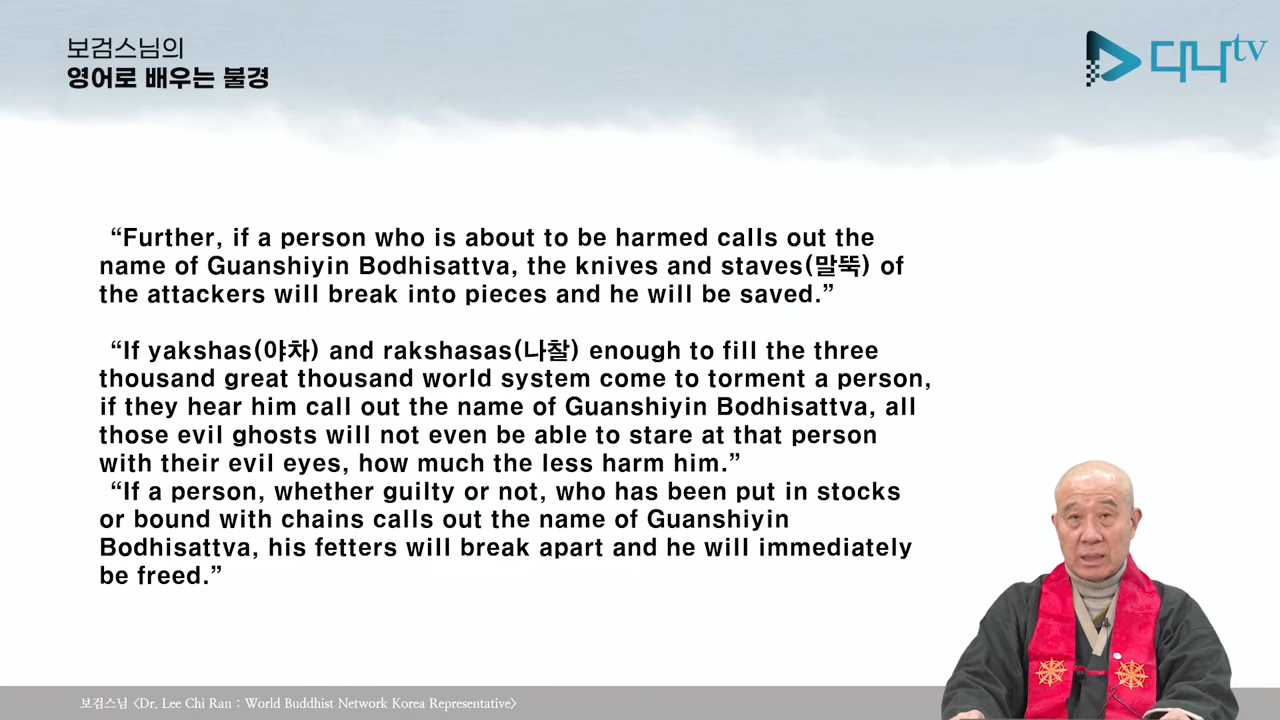 보검스님의
영어로 배우는 불경
다나tv
“Further, if a person who is about to be harmed calls out the
name of Guanshiyin Bodhisattva, the knives and staves(말뚝) of
the attackers will break into pieces and he will be saved.”
“If yakshas(야차) and rakshasas(나찰) enough to fill the three
thousand great thousand world system come to torment a person,
if they hear him call out the name of Guanshiyin Bodhisattva, all
those evil ghosts will not even be able to stare at that person
with their evil eyes, how much the less harm him.”
“If a person, whether guilty or not, who has been put in stocks
or bound with chains calls out the name of Guanshiyin
Bodhisattva, his fetters will break apart and he will immediately
be freed.”
보검스님 <Dr. Lee Chi Ran : World Buddhist Network Korea Representative>